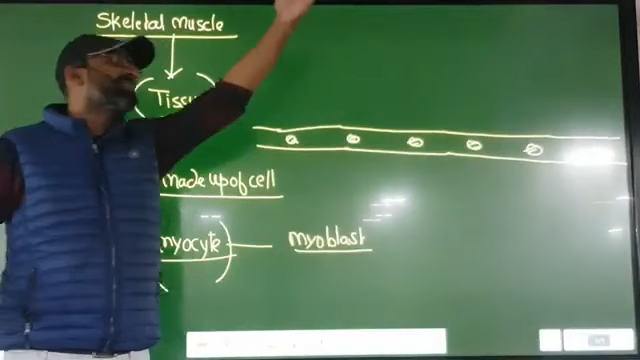 Skeletal muscle
made up of cell
myocyte
myoblast